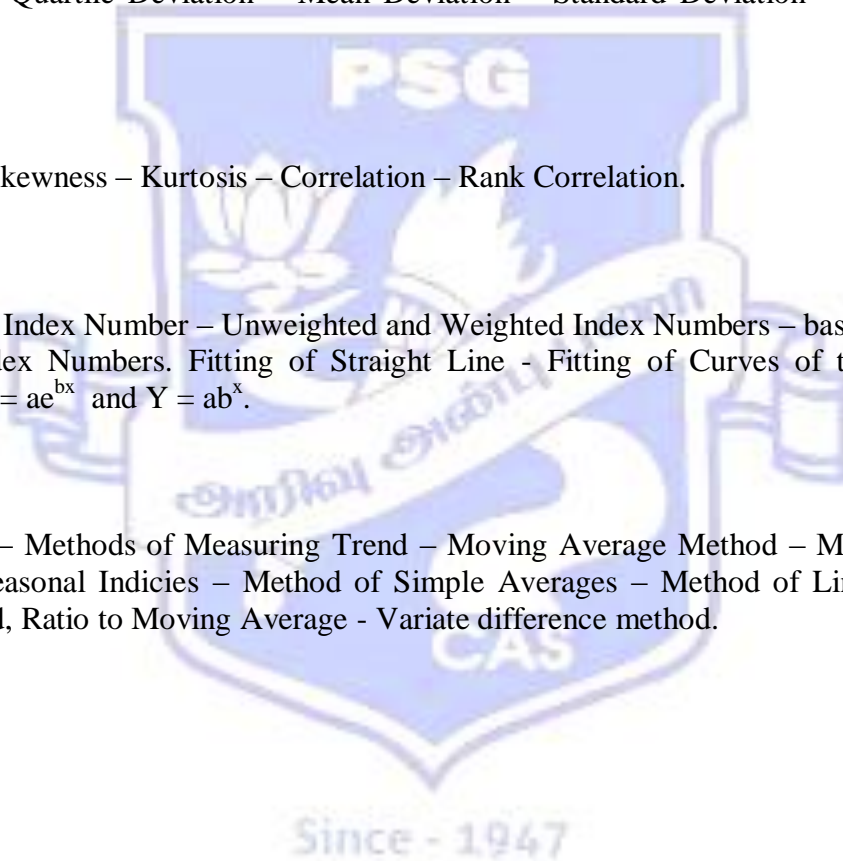 Quartile Deviation – Mean Deviation – Standard Deviation –
PSG
kewness – Kurtosis – Correlation – Rank Correlation.
Index Number – Unweighted and Weighted Index Numbers – bas
dex Numbers. Fitting of Straight Line - Fitting of Curves of t
= ae^bx and Y = ab^x.
அறிவு அன்பு
– Methods of Measuring Trend – Moving Average Method – M
easonal Indicies – Method of Simple Averages – Method of Lin
d, Ratio to Moving Average - Variate difference method.
CAS
Since - 1947